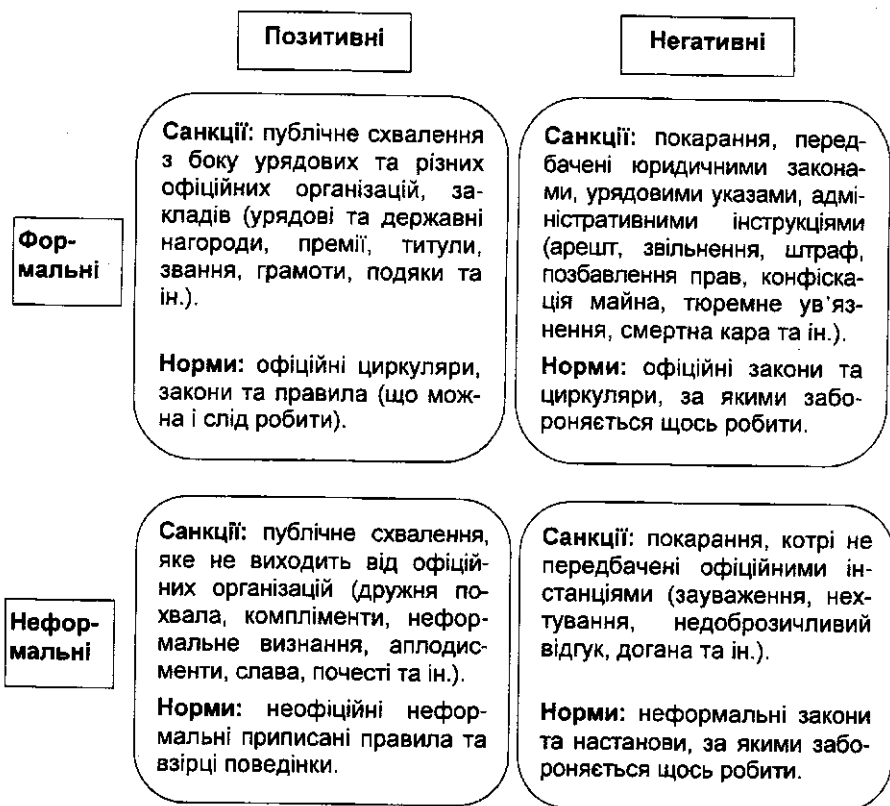 Позитивні
Негативні
Фор-
мальні
Санкції: публічне схвалення
з боку урядових та різних
офіційних організацій, за-
кладів (урядові та державні
нагороди, премії, титули,
звання, грамоти, подяки та
ін.).
Норми: офіційні циркуляри,
закони та правила (що мож-
на і слід робити).
Санкції: покарання, перед-
бачені юридичними закона-
ми, урядовими указами, адмі-
ністративними інструкціями
(арешт, звільнення, штраф,
позбавлення прав, конфіска-
ція майна, тюремне ув'яз-
нення, смертна кара та ін.).
Норми: офіційні закони та
циркуляри, за якими забо-
роняється щось робити.
Нефор-
мальні
Санкції: публічне схвалення,
яке не виходить від офіцій-
них організацій (дружня по-
хвала, компліменти, нефор-
мальне визнання, аплодис-
менти, слава, почесті та ін.).
Норми: неофіційні нефор-
мальні приписані правила та
взірці поведінки.
Санкції: покарання, котрі не
передбачені офіційними ін-
станціями (зауваження, нех-
тування, недоброзичливий
відгук, догана та ін.).
Норми: неформальні закони
та настанови, за якими забо-
роняється щось робити.